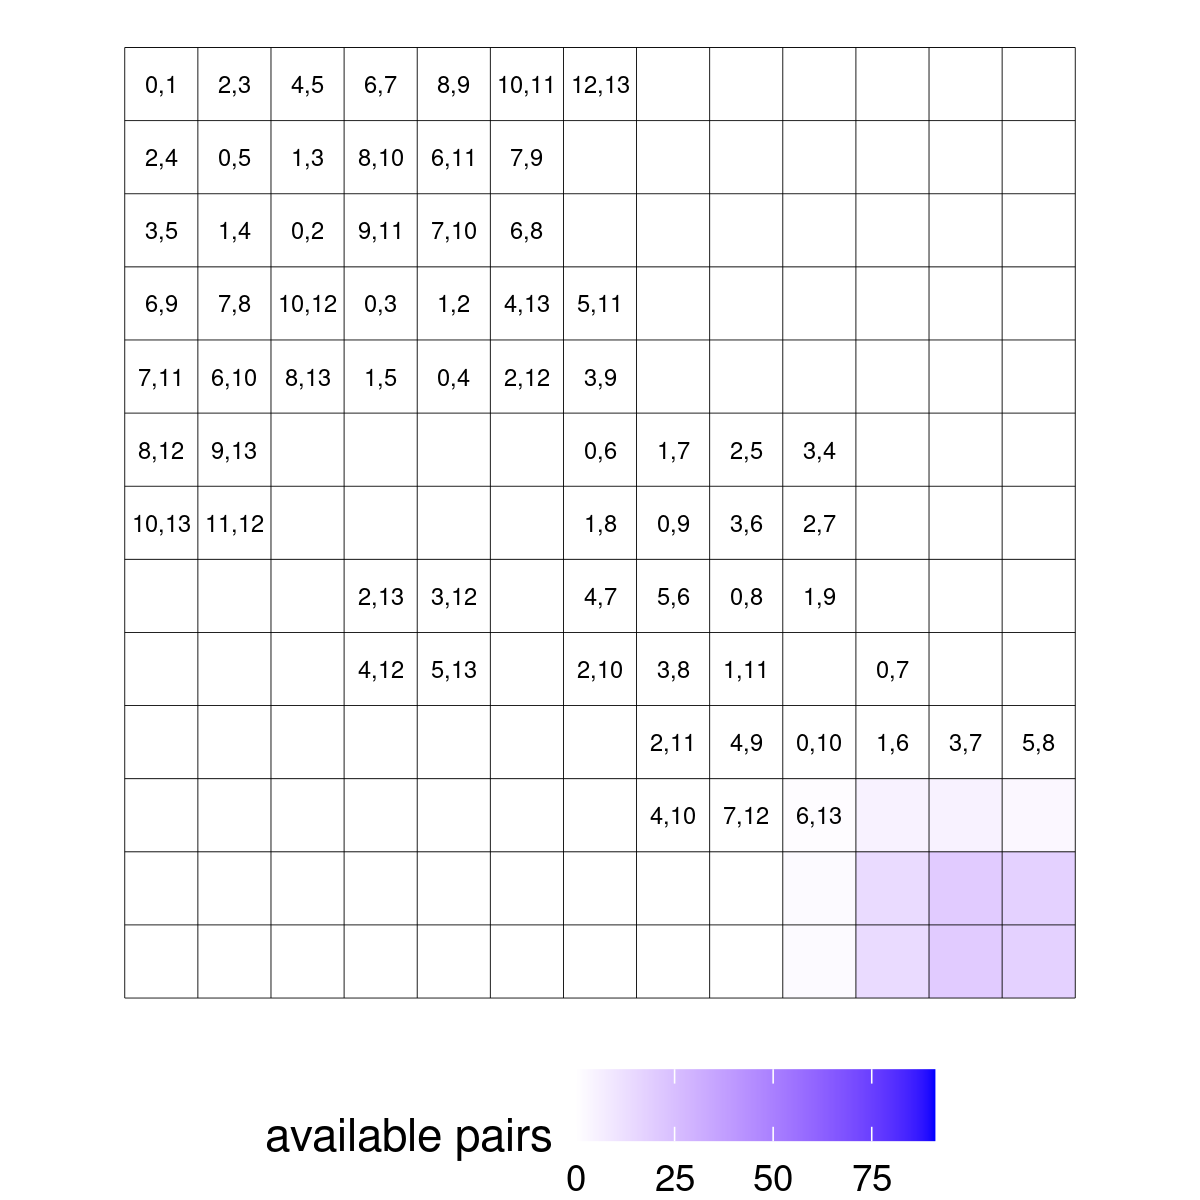 0,1 2,3 4,5 6,7 8,9 10,11 12,13
2,4 0,5 1,3 8,10 6,11 7,9
3,5 1,4 0,2 9,11 7,10 6,8
6,9 7,8 10,12 0,3 1,2 4,13 5,11
7,11 6,10 8,13 1,5 0,4 2,12 3,9
8,12 9,13 0,6 1,7 2,5 3,4
10,13 11,12 1,8 0,9 3,6 2,7
2,13 3,12 4,7 5,6 0,8 1,9
4,12 5,13 2,10 3,8 1,11 0,7
2,11 4,9 0,10 1,6 3,7 5,8
4,10 7,12 6,13
available pairs
0 25 50 75